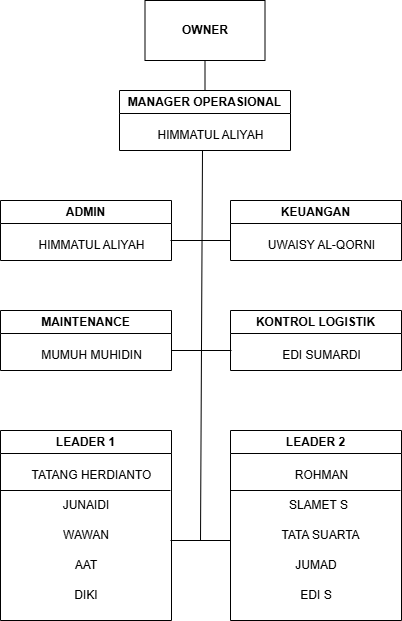 OWNER
MANAGER OPERASIONAL
HIMMATUL ALIYAH
ADMIN
HIMMATUL ALIYAH
KEUANGAN
UWAISY AL-QORNI
MAINTENANCE
MUMUH MUHIDIN
KONTROL LOGISTIK
EDI SUMARDI
LEADER 1
TATANG HERDIANTO
JUNAIDI
WAWAN
AAT
DIKI
LEADER 2
ROHMAN
SLAMET S
TATA SUARTA
JUMAD
EDI S